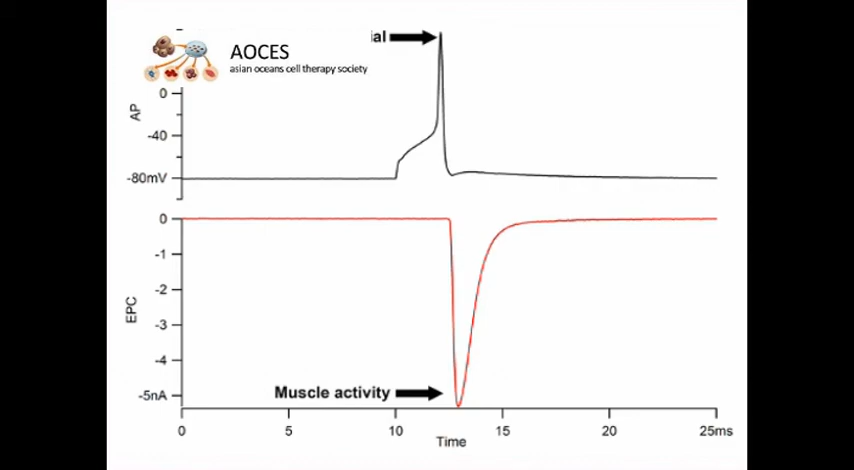 AOCES
asian oceans cell therapy society
ial
0
AP
-40
-80mV
0
-1
-2
EPC
-3
-4
Muscle activity
-5nA
0 5 10 15 20 25ms
Time